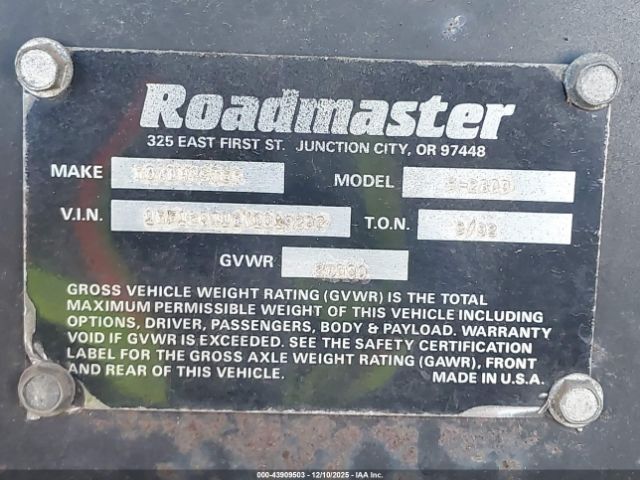 Roadmaster
325 EAST FIRST ST. JUNCTION CITY, OR 97448
MAKE MODEL
V.I.N. T.O.N.
GVWR
GROSS VEHICLE WEIGHT RATING (GVWR) IS THE TOTAL
MAXIMUM PERMISSIBLE WEIGHT OF THIS VEHICLE INCLUDING
OPTIONS, DRIVER, PASSENGERS, BODY & PAYLOAD. WARRANTY
VOID IF GVWR IS EXCEEDED. SEE THE SAFETY CERTIFICATION
LABEL FOR THE GROSS AXLE WEIGHT RATING (GAWR), FRONT
AND REAR OF THIS VEHICLE. MADE IN U.S.A.
000-43909503 - 12/10/2025 - IAA Inc.